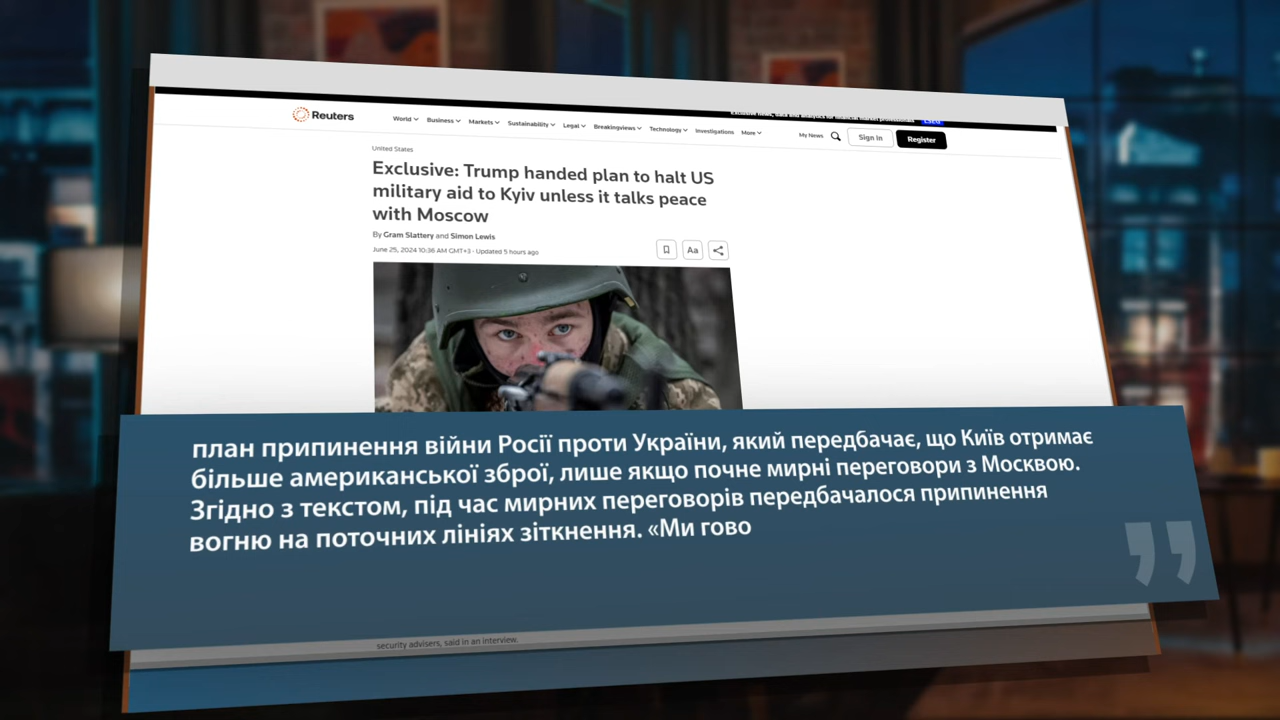 Reuters
World Business Markets Sustainability Legal Breakingviews Technology Investigations More
My News Sign In Register
United States
Exclusive: Trump handed plan to halt US
military aid to Kyiv unless it talks peace
with Moscow
By Gram Slattery and Simon Lewis
June 25, 2024 10:36 AM GMT+3 · Updated 5 hours ago
Aa
план припинення війни Росії проти України, який передбачає, що Київ отримає
більше американської зброї, лише якщо почне мирні переговори з Москвою.
Згідно з текстом, під час мирних переговорів передбачалося припинення
вогню на поточних лініях зіткнення. «Ми гово
security advisers, said in an interview.